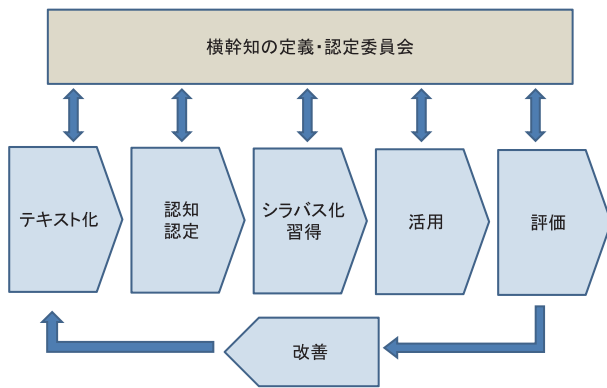 横幹知の定義・認定委員会
テキスト化
認知
認定
シラバス化
習得
活用
評価
改善